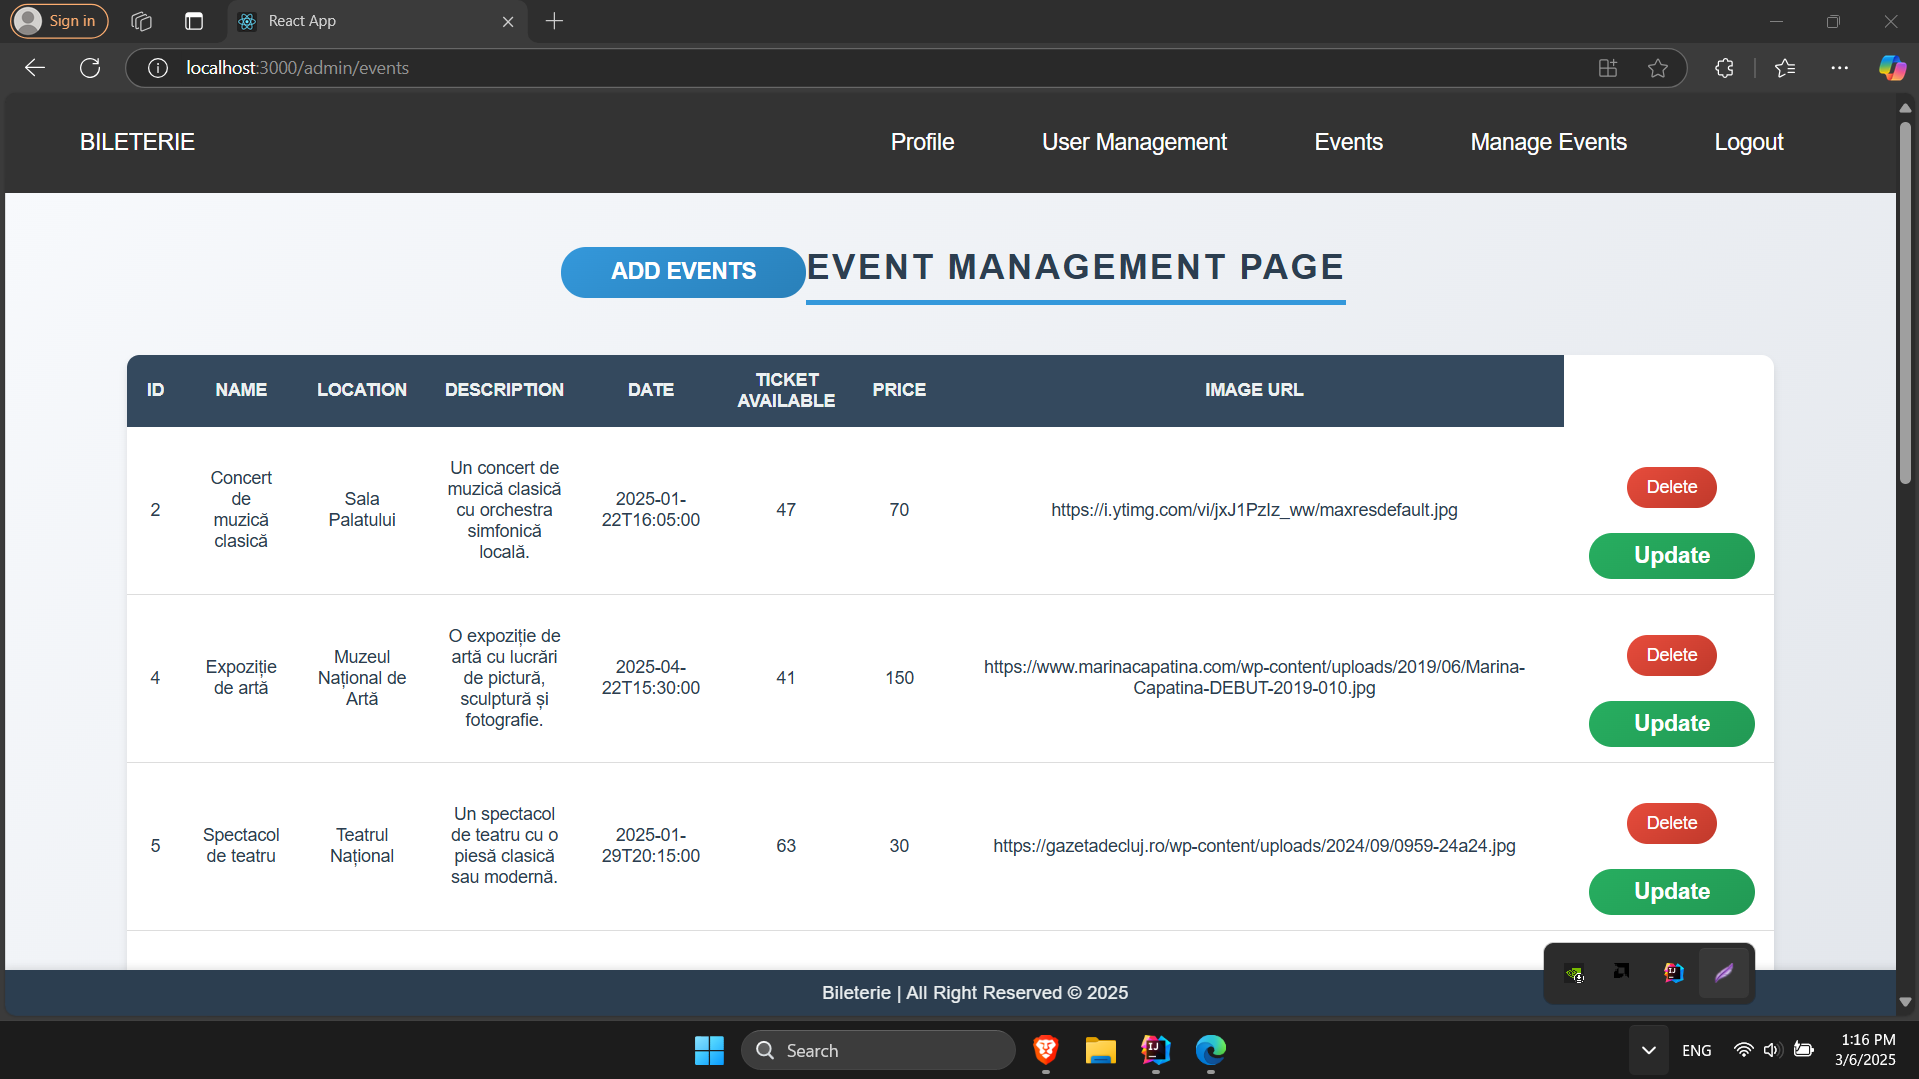 Sign in
React App
localhost:3000/admin/events
BILETERIE
Profile
User Management
Events
Manage Events
Logout
ADD EVENTS
EVENT MANAGEMENT PAGE
ID
NAME
LOCATION
DESCRIPTION
DATE
TICKET
AVAILABLE
PRICE
IMAGE URL
2
Concert
de
muzică
clasică
Sala
Palatului
Un concert de
muzică clasică
cu orchestra
simfonică
locală.
2025-01-
22T16:05:00
47
70
https://i.ytimg.com/vi/jxJ1PzIz_ww/maxresdefault.jpg
Delete
Update
4
Expoziție
de artă
Muzeul
Național de
Artă
O expoziție de
artă cu lucrări
de pictură,
sculptură și
fotografie.
2025-04-
22T15:30:00
41
150
https://www.marinacapatina.com/wp-content/uploads/2019/06/Marina-
Capatina-DEBUT-2019-010.jpg
Delete
Update
5
Spectacol
de teatru
Teatrul
Național
Un spectacol
de teatru cu o
piesă clasică
sau modernă.
2025-01-
29T20:15:00
63
30
https://gazetadecluj.ro/wp-content/uploads/2024/09/0959-24a24.jpg
Delete
Update
Bileterie | All Right Reserved © 2025
Search
ENG
1:16 PM
3/6/2025